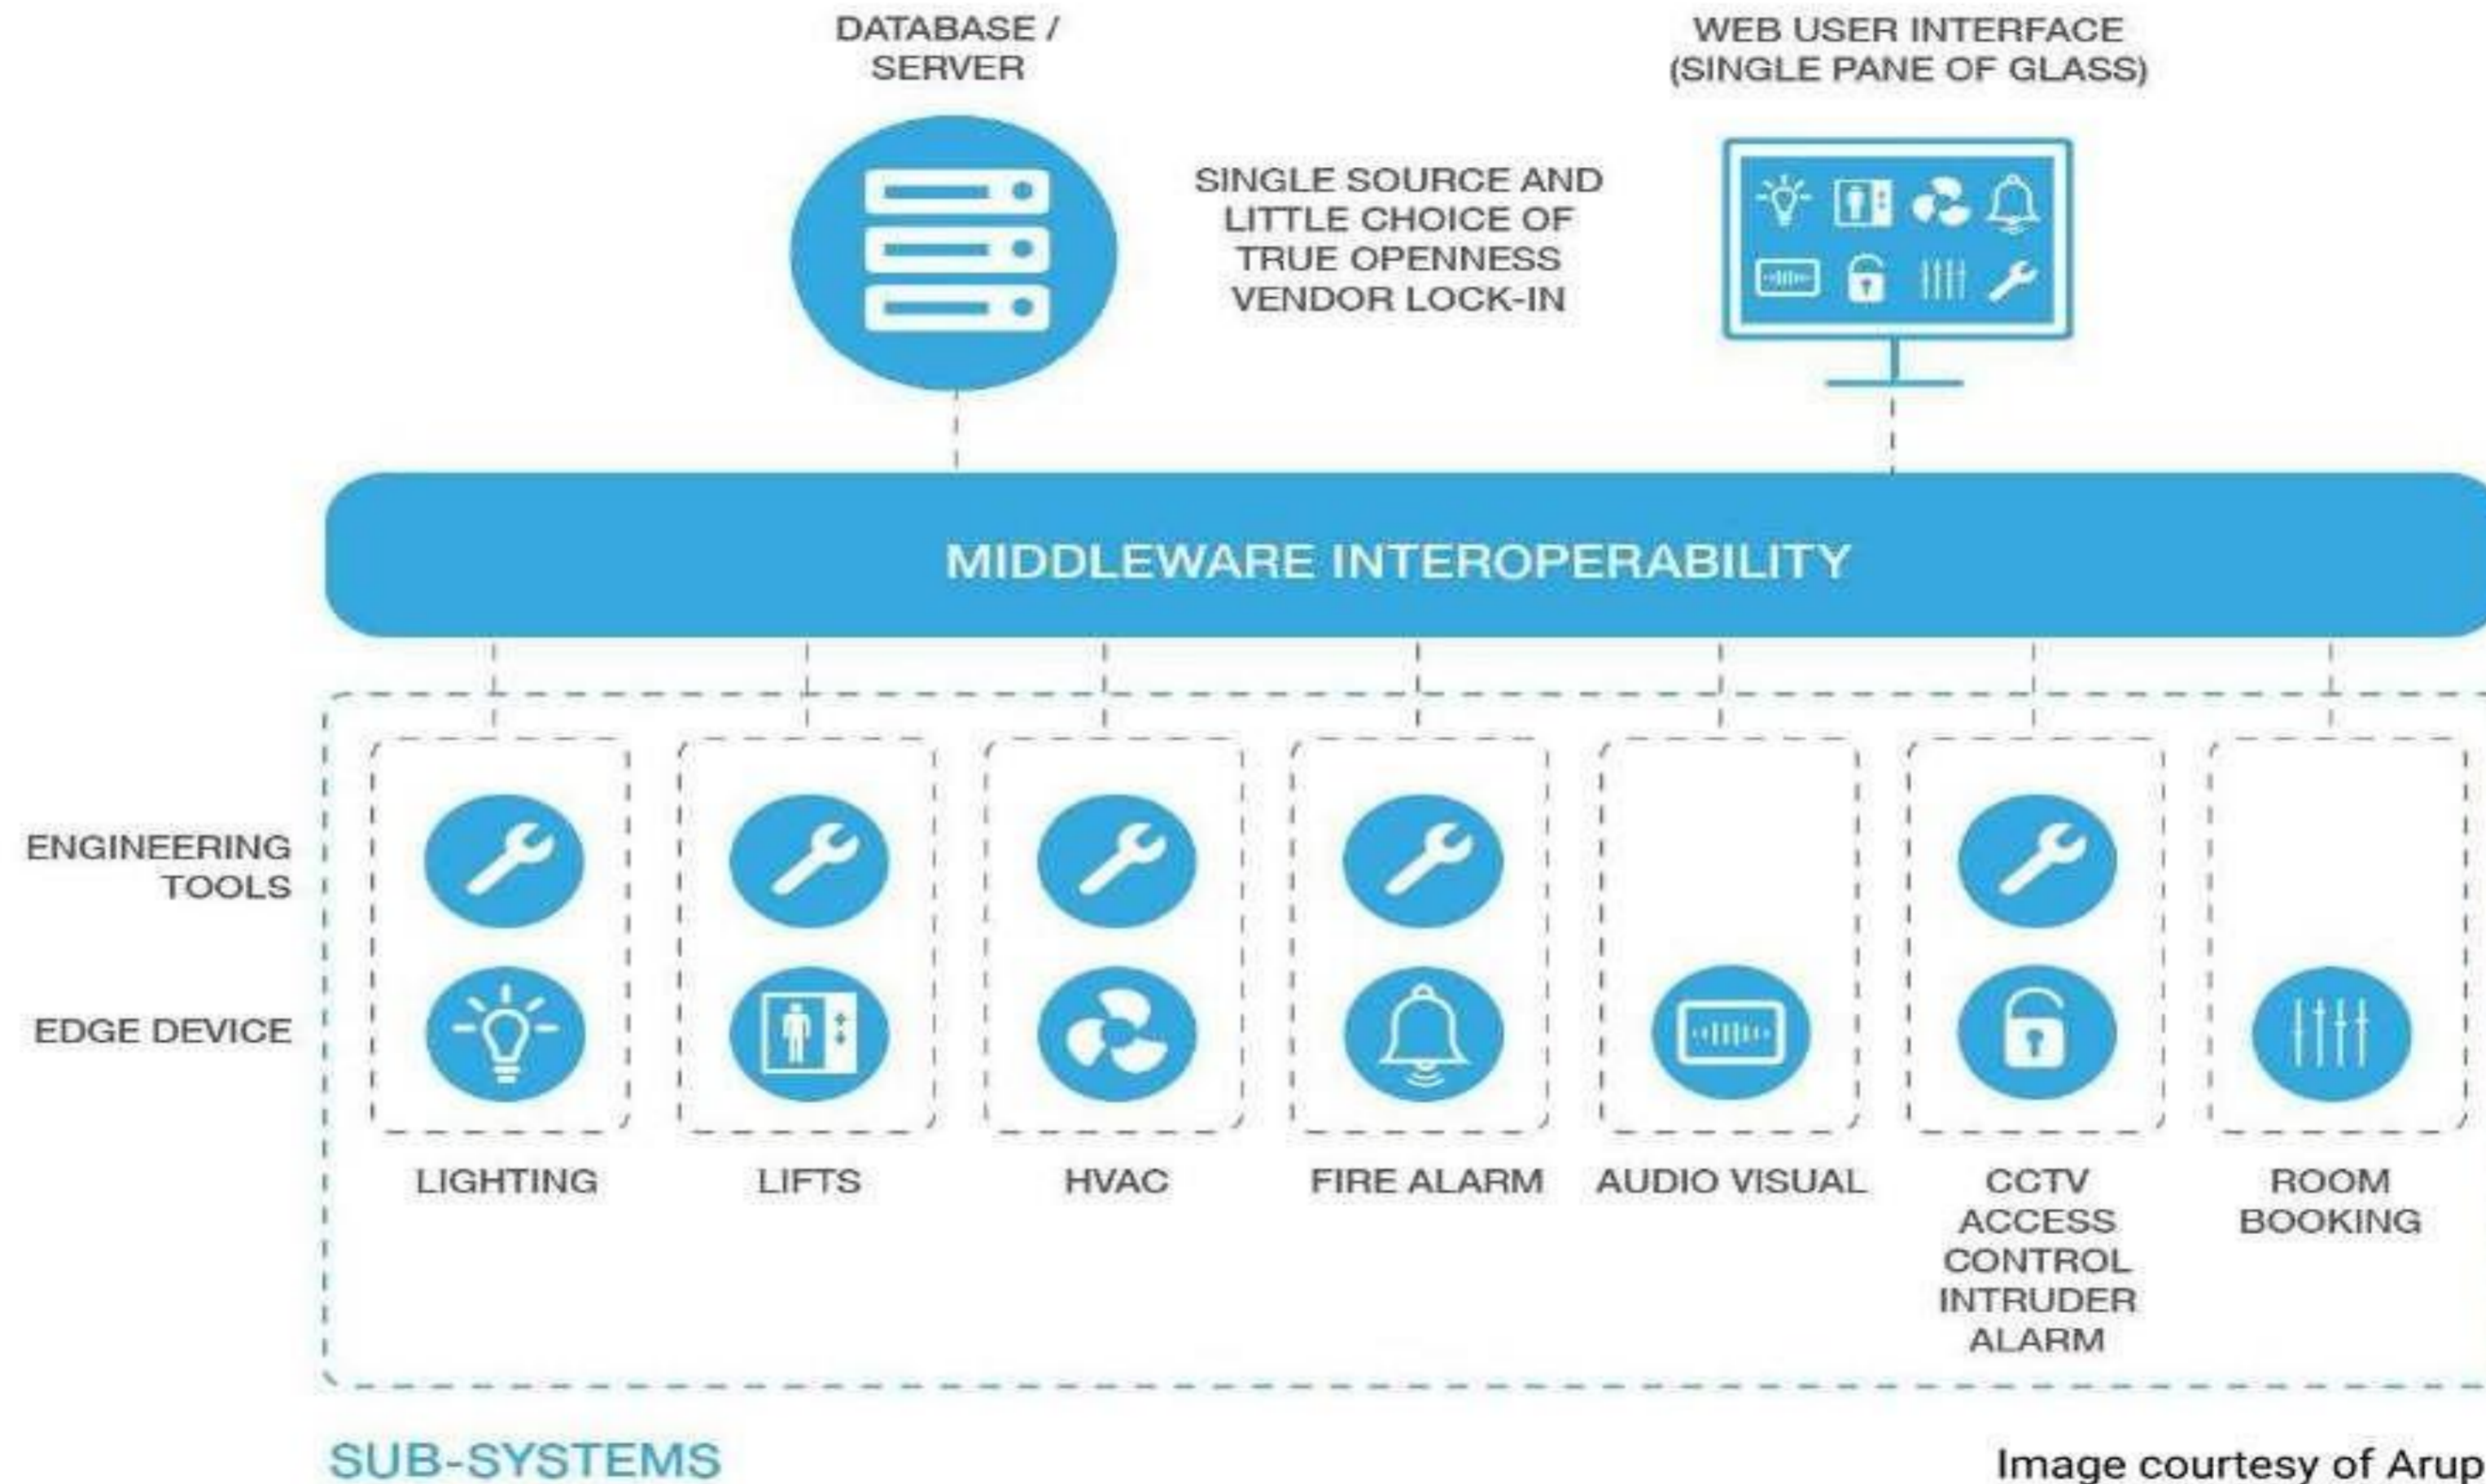 DATABASE /
SERVER
WEB USER INTERFACE
(SINGLE PANE OF GLASS)
SINGLE SOURCE AND
LITTLE CHOICE OF
TRUE OPENNESS
VENDOR LOCK-IN
MIDDLEWARE INTEROPERABILITY
ENGINEERING
TOOLS
EDGE DEVICE
LIGHTING
LIFTS
HVAC
FIRE ALARM
AUDIO VISUAL
CCTV
ACCESS
CONTROL
INTRUDER
ALARM
ROOM
BOOKING
SUB-SYSTEMS
Image courtesy of Arup